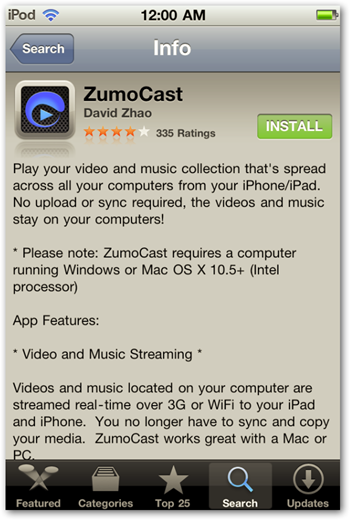 iPod 12:00 AM
Search Info
ZumoCast
David Zhao
335 Ratings
INSTALL
Play your video and music collection that's spread
across all your computers from your iPhone/iPad.
No upload or sync required, the videos and music
stay on your computers!
* Please note: ZumoCast requires a computer
running Windows or Mac OS X 10.5+ (Intel
processor)
App Features:
* Video and Music Streaming *
Videos and music located on your computer are
streamed real-time over 3G or WiFi to your iPad
and iPhone. You no longer have to sync and copy
your media. ZumoCast works great with a Mac or
PC.
Featured Categories Top 25 Search Updates